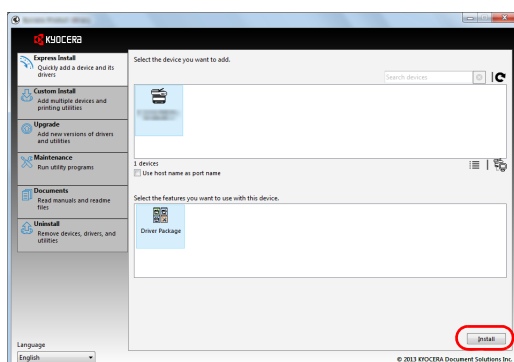 KYOCERA
Express Install
Quickly add a device and its
drivers
Custom Install
Add multiple devices and
printing utilities
Upgrade
Add new versions of drivers
and utilities
Maintenance
Run utility programs
Documents
Read manuals and readme
files
Uninstall
Remove devices, drivers, and
utilities
Language
English
Select the device you want to add.
Search devices
1 devices
Use host name as port name
Select the features you want to use with this device.
Driver Package
Install
© 2013 KYOCERA Document Solutions Inc.